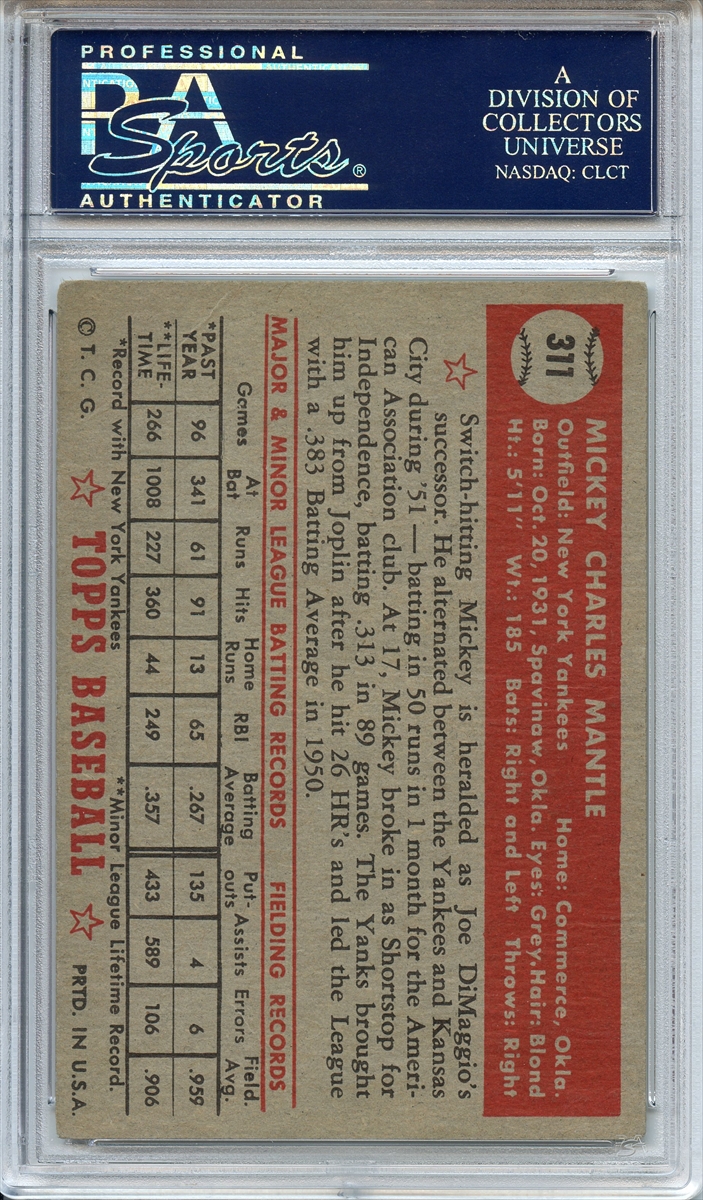 PROFESSIONAL
PSA
Sports®
AUTHENTICATOR
A
DIVISION OF
COLLECTORS
UNIVERSE
NASDAQ: CLCT
311
MICKEY CHARLES MANTLE
Outfield: New York Yankees Home: Commerce, Okla.
Born: Oct. 20, 1931, Spavinaw, Okla. Eyes: Grey. Hair: Blond
Ht.: 5'11" Wt.: 185 Bats: Right and Left Throws: Right
Switch-hitting Mickey is heralded as Joe DiMaggio's
successor. He alternated between the Yankees and Kansas
City during '51 — batting in 50 runs in 1 month for the Ameri-
can Association club. At 17, Mickey broke in as Shortstop for
Independence, batting .313 in 89 games. The Yanks brought
him up from Joplin after he hit 26 HR's and led the League
with a .383 Batting Average in 1950.
MAJOR & MINOR LEAGUE BATTING RECORDS FIELDING RECORDS
Games At Bat Runs Hits Home Runs RBI Batting Average Put-outs Assists Errors Field. Avg.
*PAST YEAR 96 341 61 91 13 65 .267 135 4 6 .959
**LIFE-TIME 266 1008 227 360 44 249 .357 433 589 106 .906
*Record with New York Yankees **Minor League Lifetime Record.
© T. C. G. TOPPS BASEBALL PRTD. IN U.S.A.